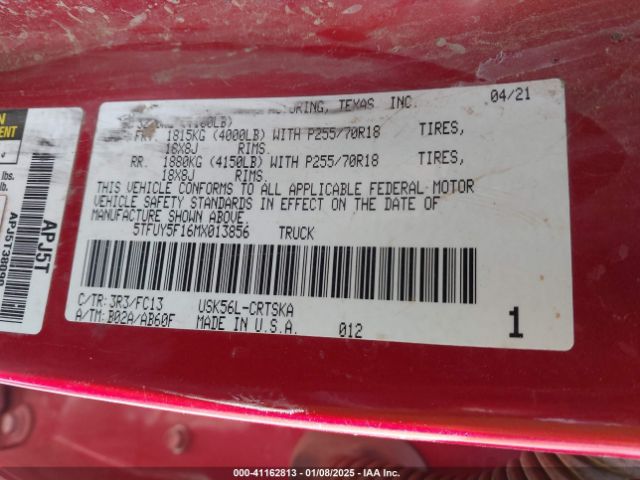 MOTORING, TEXAS INC. 04/21
FRT. 1815KG (4000LB) WITH P255/70R18 TIRES,
18X8J RIMS.
RR. 1880KG (4150LB) WITH P255/70R18 TIRES,
18X8J RIMS.
THIS VEHICLE CONFORMS TO ALL APPLICABLE FEDERAL MOTOR
VEHICLE SAFETY STANDARDS IN EFFECT ON THE DATE OF
MANUFACTURE SHOWN ABOVE.
5TFUY5F16MX013856 TRUCK
C/TR: 3R3/FC13 USK56L-CRTSKA
A/TM: B02A/AB60F MADE IN U.S.A. 012 1
APJ5T
000-41162813 - 01/08/2025 - IAA Inc.